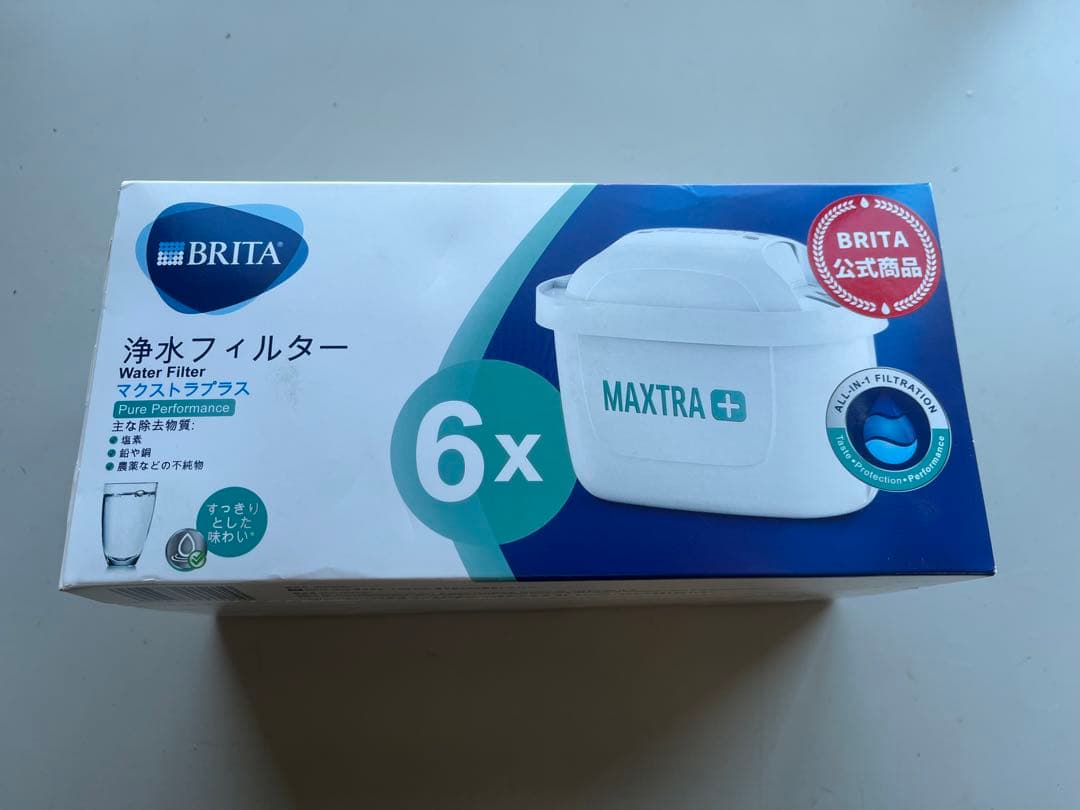 BRITA®
浄水フィルター
Water Filter
マクストラプラス
Pure Performance
主な除去物質:
塩素
鉛や銅
農薬などの不純物
すっきり
とした
味わい*
6x
MAXTRA+
BRITA
公式商品
ALL-IN-1 FILTRATION
Taste • Protection • Performance